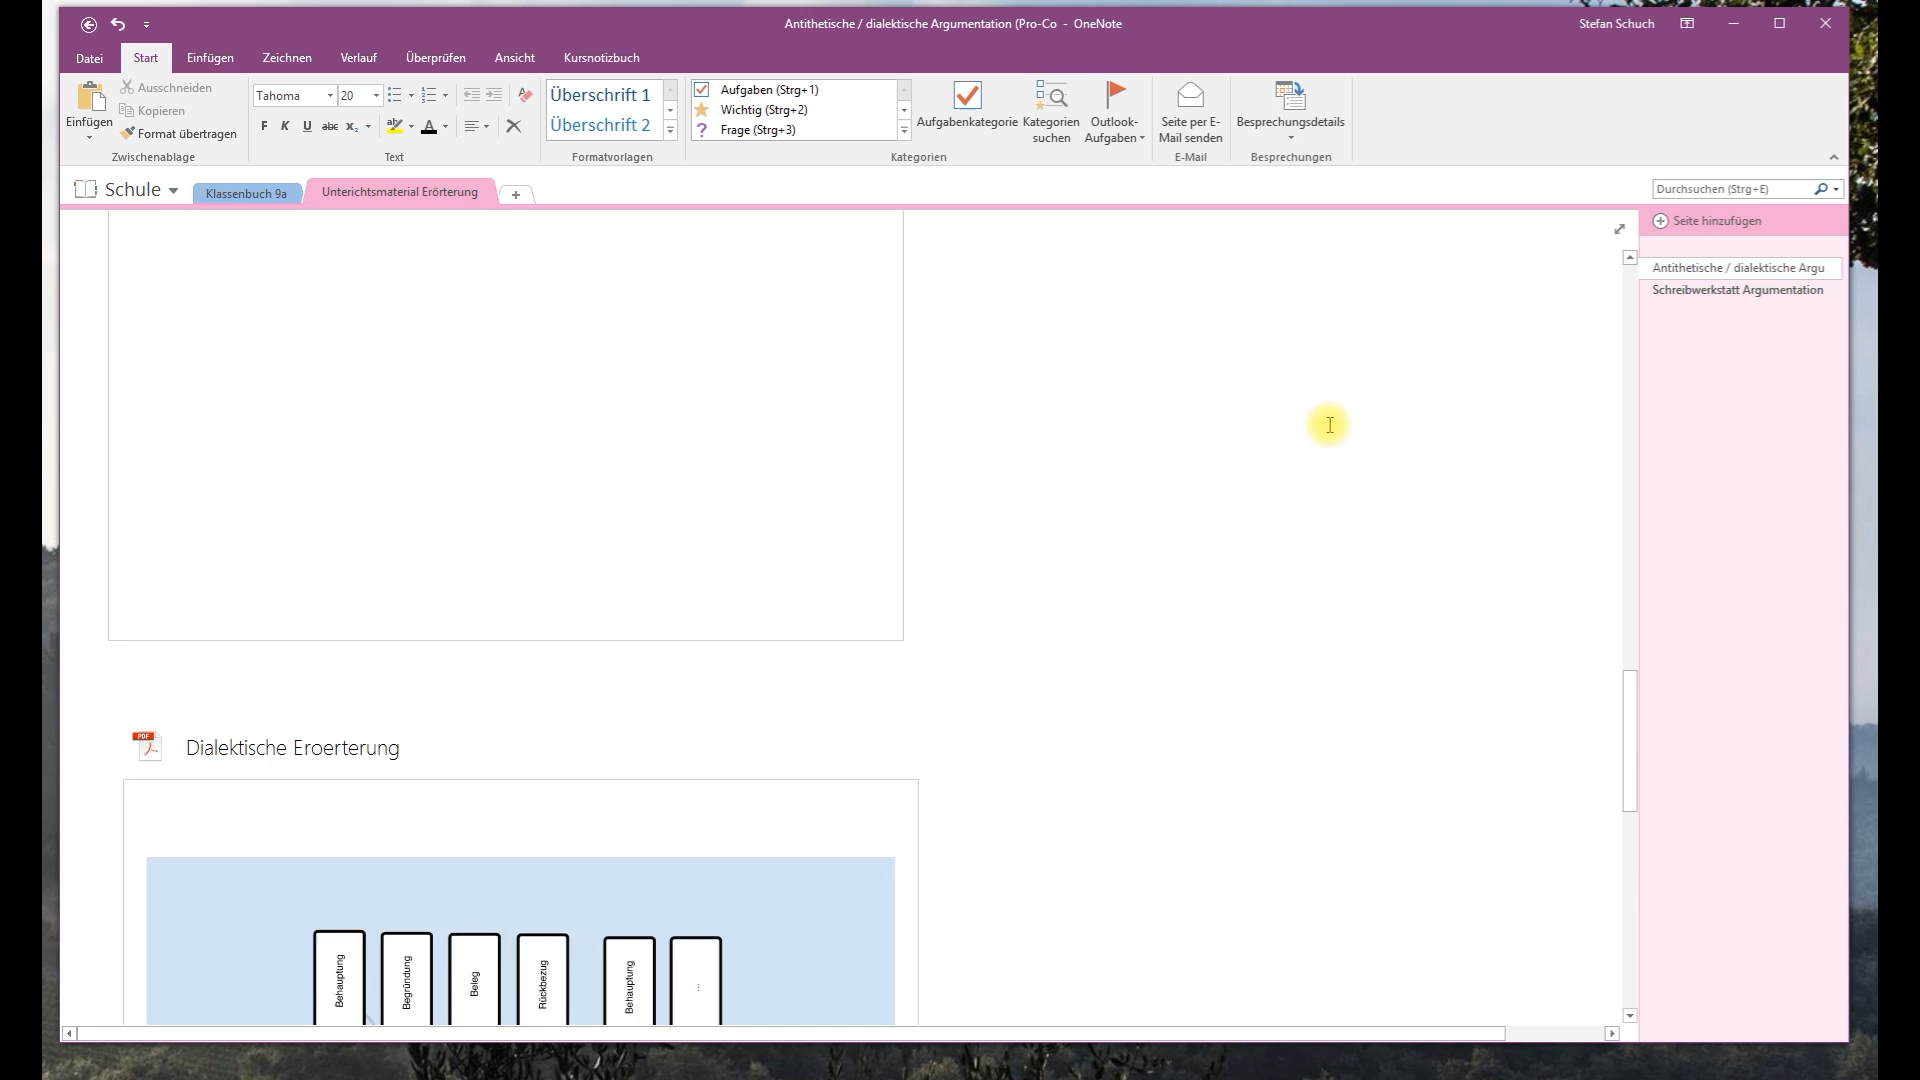 Antithetische / dialektische Argumentation (Pro-Co - OneNote
Stefan Schuch
Datei
Start
Einfügen
Zeichnen
Verlauf
Überprüfen
Ansicht
Kursnotizbuch
Einfügen
Ausschneiden
Kopieren
Format übertragen
Zwischenablage
Tahoma
20
F K U abc x₂ ab A
Text
Überschrift 1
Überschrift 2
Formatvorlagen
Aufgaben (Strg+1)
Wichtig (Strg+2)
? Frage (Strg+3)
Aufgabenkategorie
Kategorien
suchen
Outlook-
Aufgaben
Kategorien
Seite per E-
Mail senden
E-Mail
Besprechungsdetails
Besprechungen
Schule
Klassenbuch 9a
Unterichtsmaterial Erörterung
Durchsuchen (Strg+E)
Seite hinzufügen
Antithetische / dialektische Argu
Schreibwerkstatt Argumentation
PDF
Dialektische Eroerterung
Behauptung
Begründung
Beleg
Rückbezug
Behauptung
...